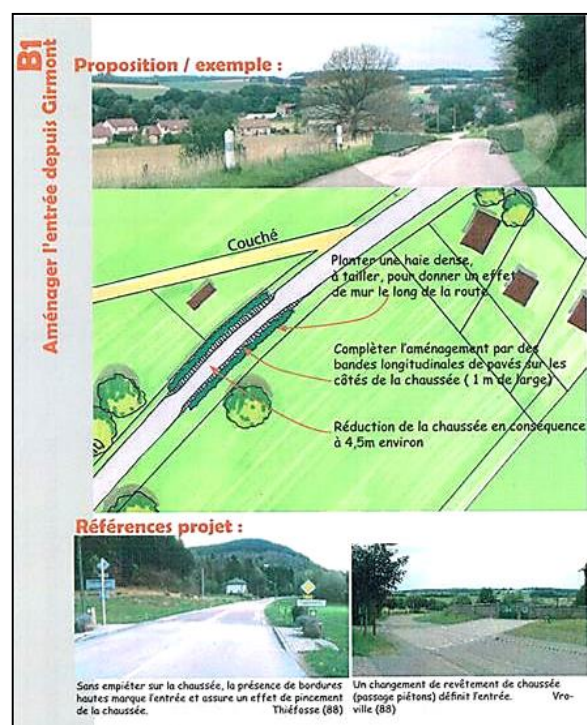 B1
Aménager l'entrée depuis Girmont
Proposition / exemple :
Couché
Planter une haie dense,
à tailler, pour donner un effet
de mur le long de la route
Complèter l'aménagement par des
bandes longitudinales de pavés sur les
côtés de la chaussée ( 1 m de large)
Réduction de la chaussée en conséquence
à 4,5m environ
Références projet :
Sans empiéter sur la chaussée, la présence de bordures
hautes marque l'entrée et assure un effet de pincement
de la chaussée. Thiéfosse (88)
Un changement de revêtement de chaussée
(passage piétons) définit l'entrée. Vro-
ville (88)